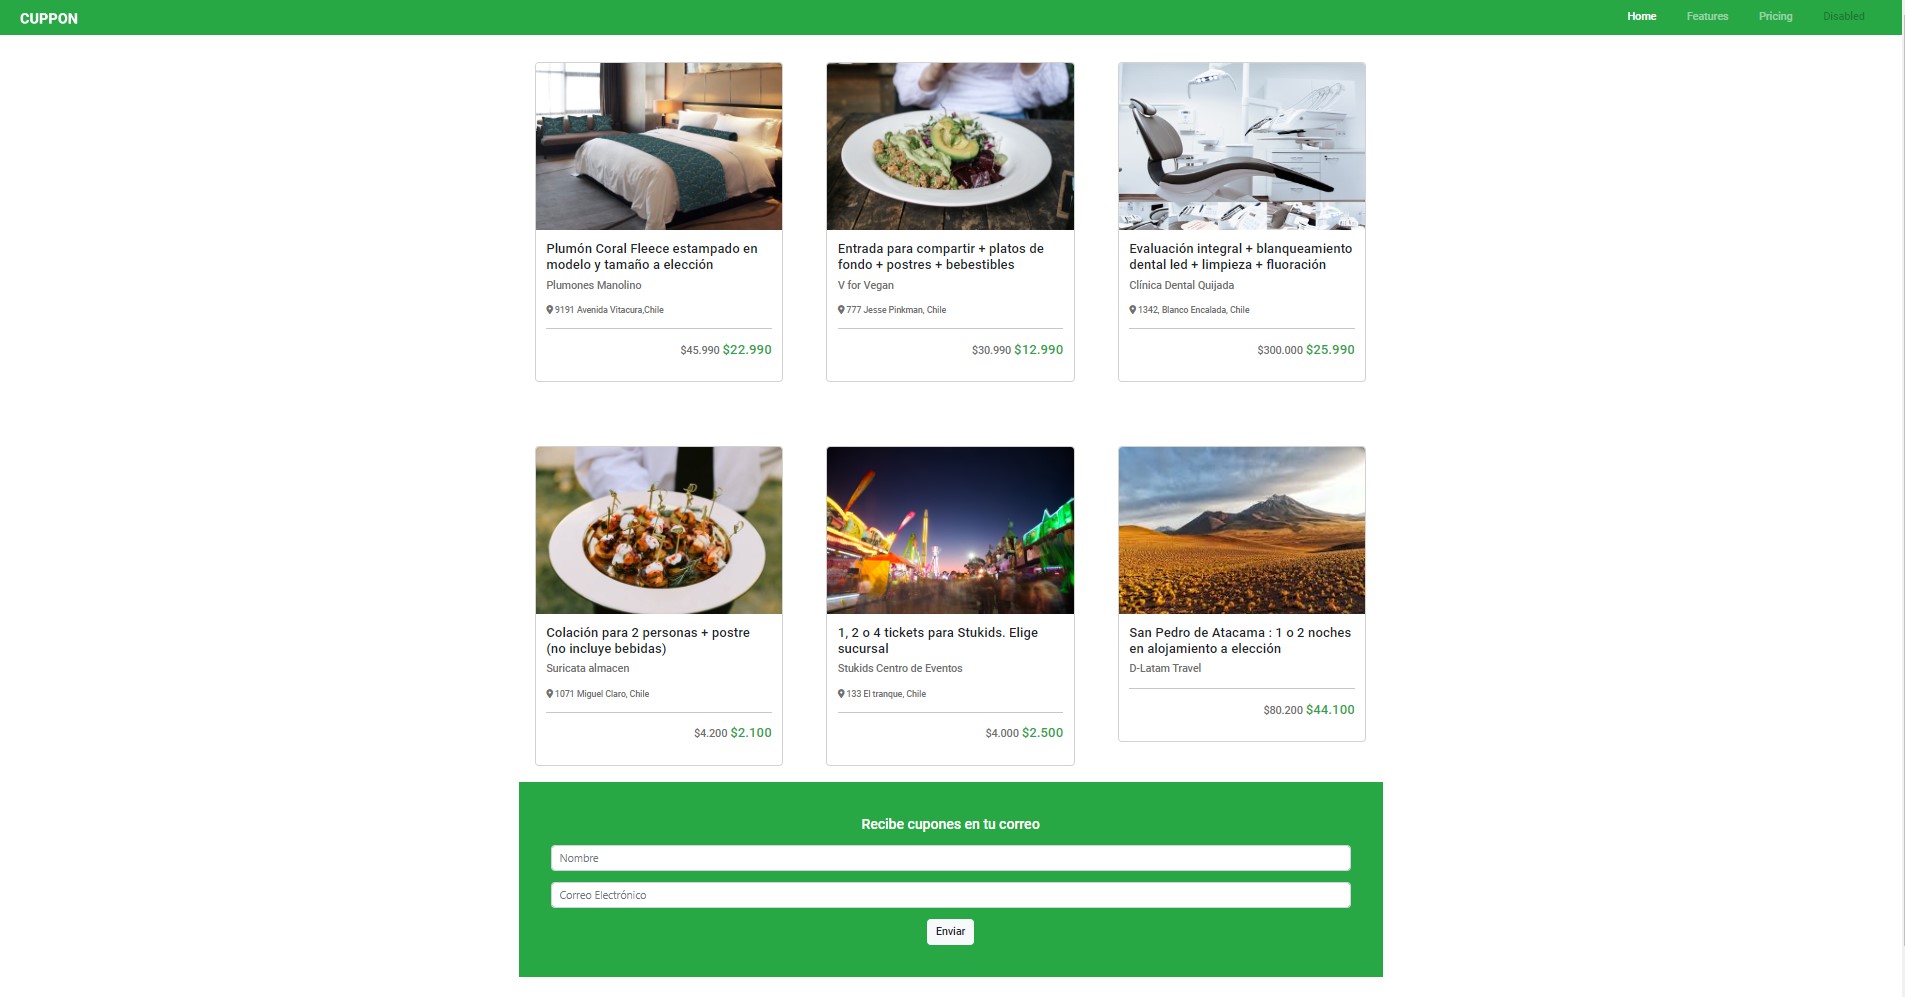 CUPPON
Home Features Pricing Disabled
Plumón Coral Fleece estampado en
modelo y tamaño a elección
Plumones Manolino
9191 Avenida Vitacura,Chile
$45.990 $22.990
Entrada para compartir + platos de
fondo + postres + bebestibles
V for Vegan
777 Jesse Pinkman, Chile
$30.990 $12.990
Evaluación integral + blanqueamiento
dental led + limpieza + fluoración
Clínica Dental Quijada
1342, Blanco Encalada, Chile
$300.000 $25.990
Colación para 2 personas + postre
(no incluye bebidas)
Suricata almacen
1071 Miguel Claro, Chile
$4.200 $2.100
1, 2 o 4 tickets para Stukids. Elige
sucursal
Stukids Centro de Eventos
133 El tranque, Chile
$4.000 $2.500
San Pedro de Atacama : 1 o 2 noches
en alojamiento a elección
D-Latam Travel
$80.200 $44.100
Recibe cupones en tu correo
Nombre
Correo Electrónico
Enviar